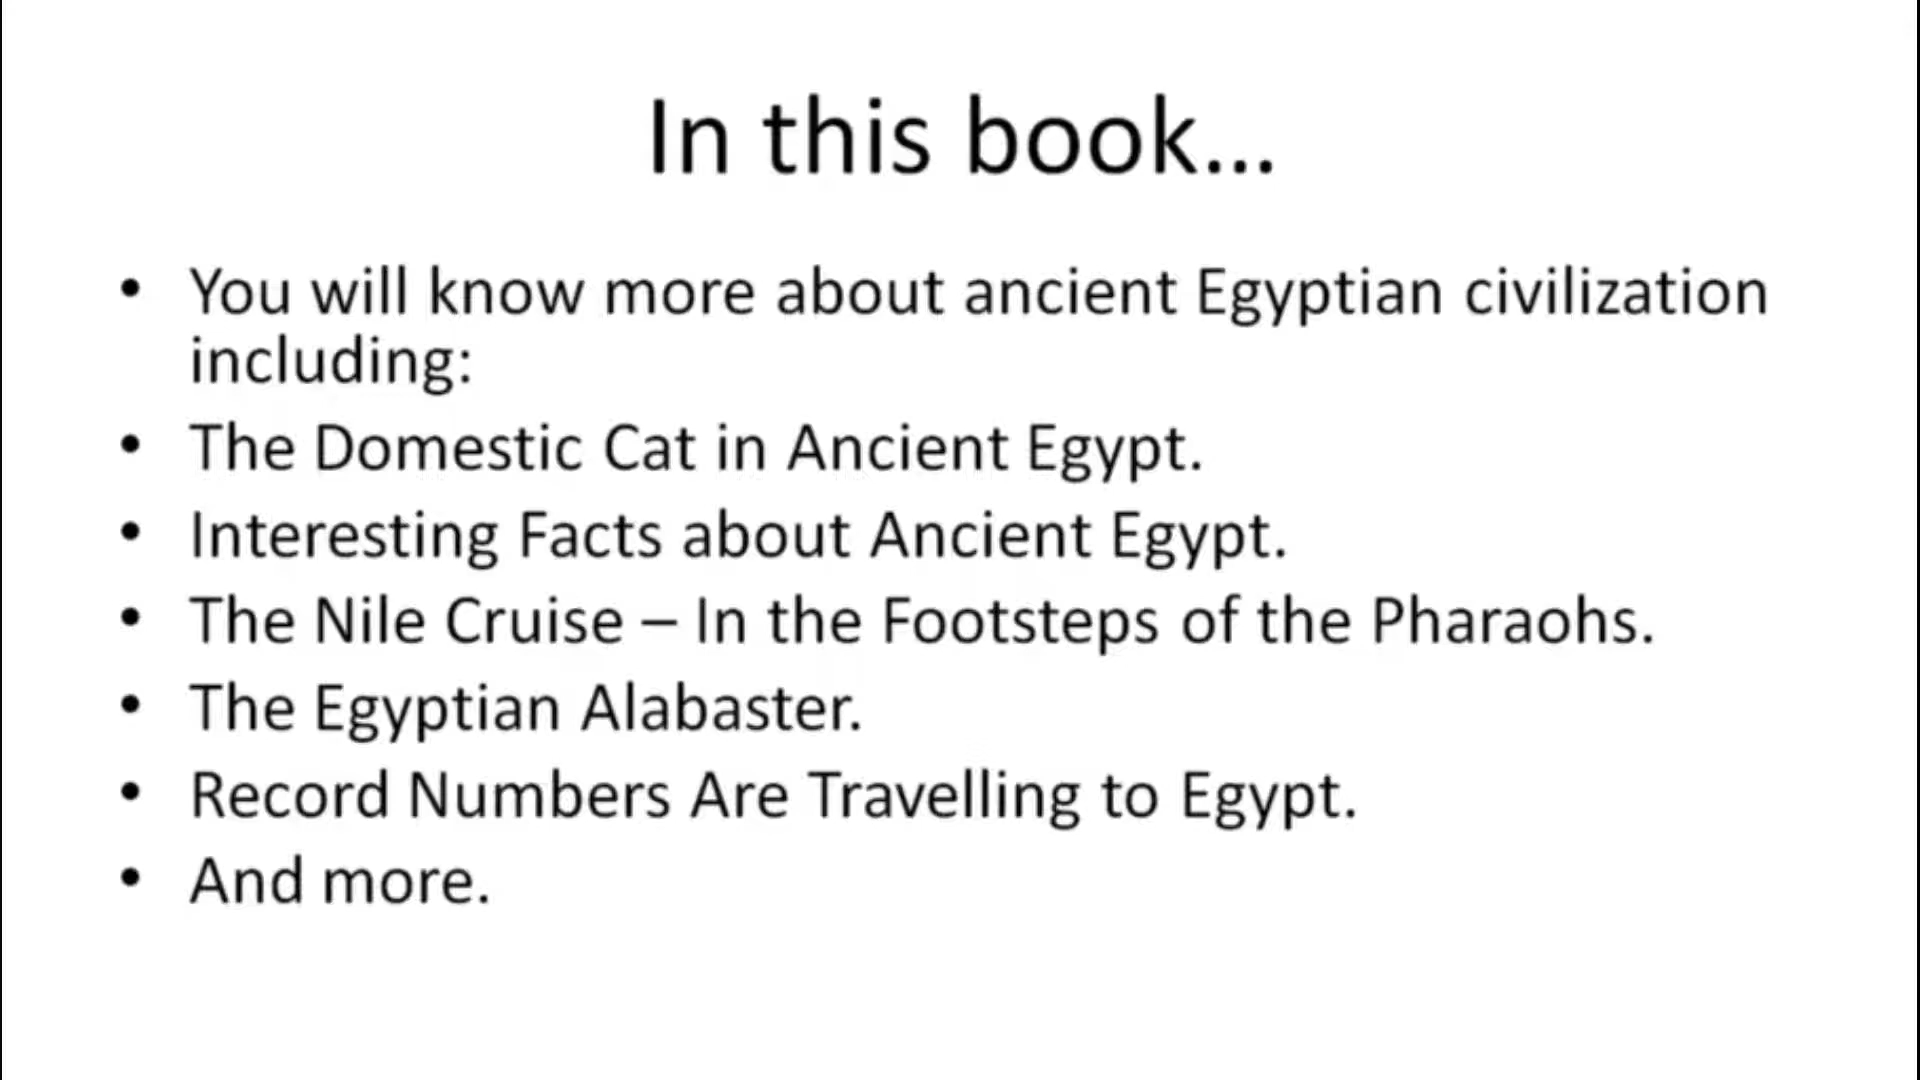 In this book...
• You will know more about ancient Egyptian civilization
including:
• The Domestic Cat in Ancient Egypt.
• Interesting Facts about Ancient Egypt.
• The Nile Cruise – In the Footsteps of the Pharaohs.
• The Egyptian Alabaster.
• Record Numbers Are Travelling to Egypt.
• And more.